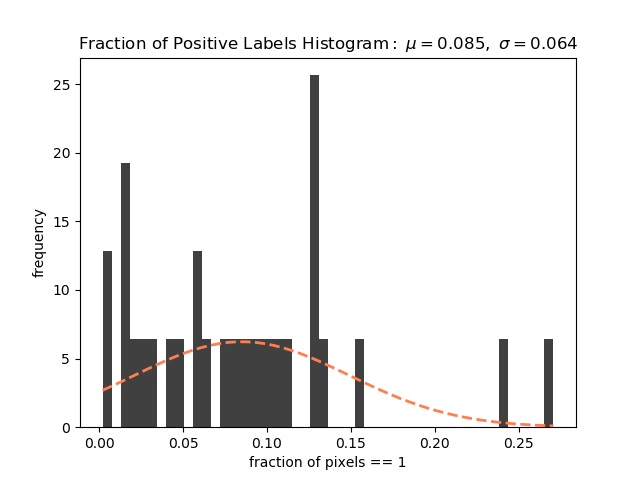 Fraction of Positive Labels Histogram: μ = 0.085, σ = 0.064
25
20
15
10
5
0
frequency
0.00 0.05 0.10 0.15 0.20 0.25
fraction of pixels == 1